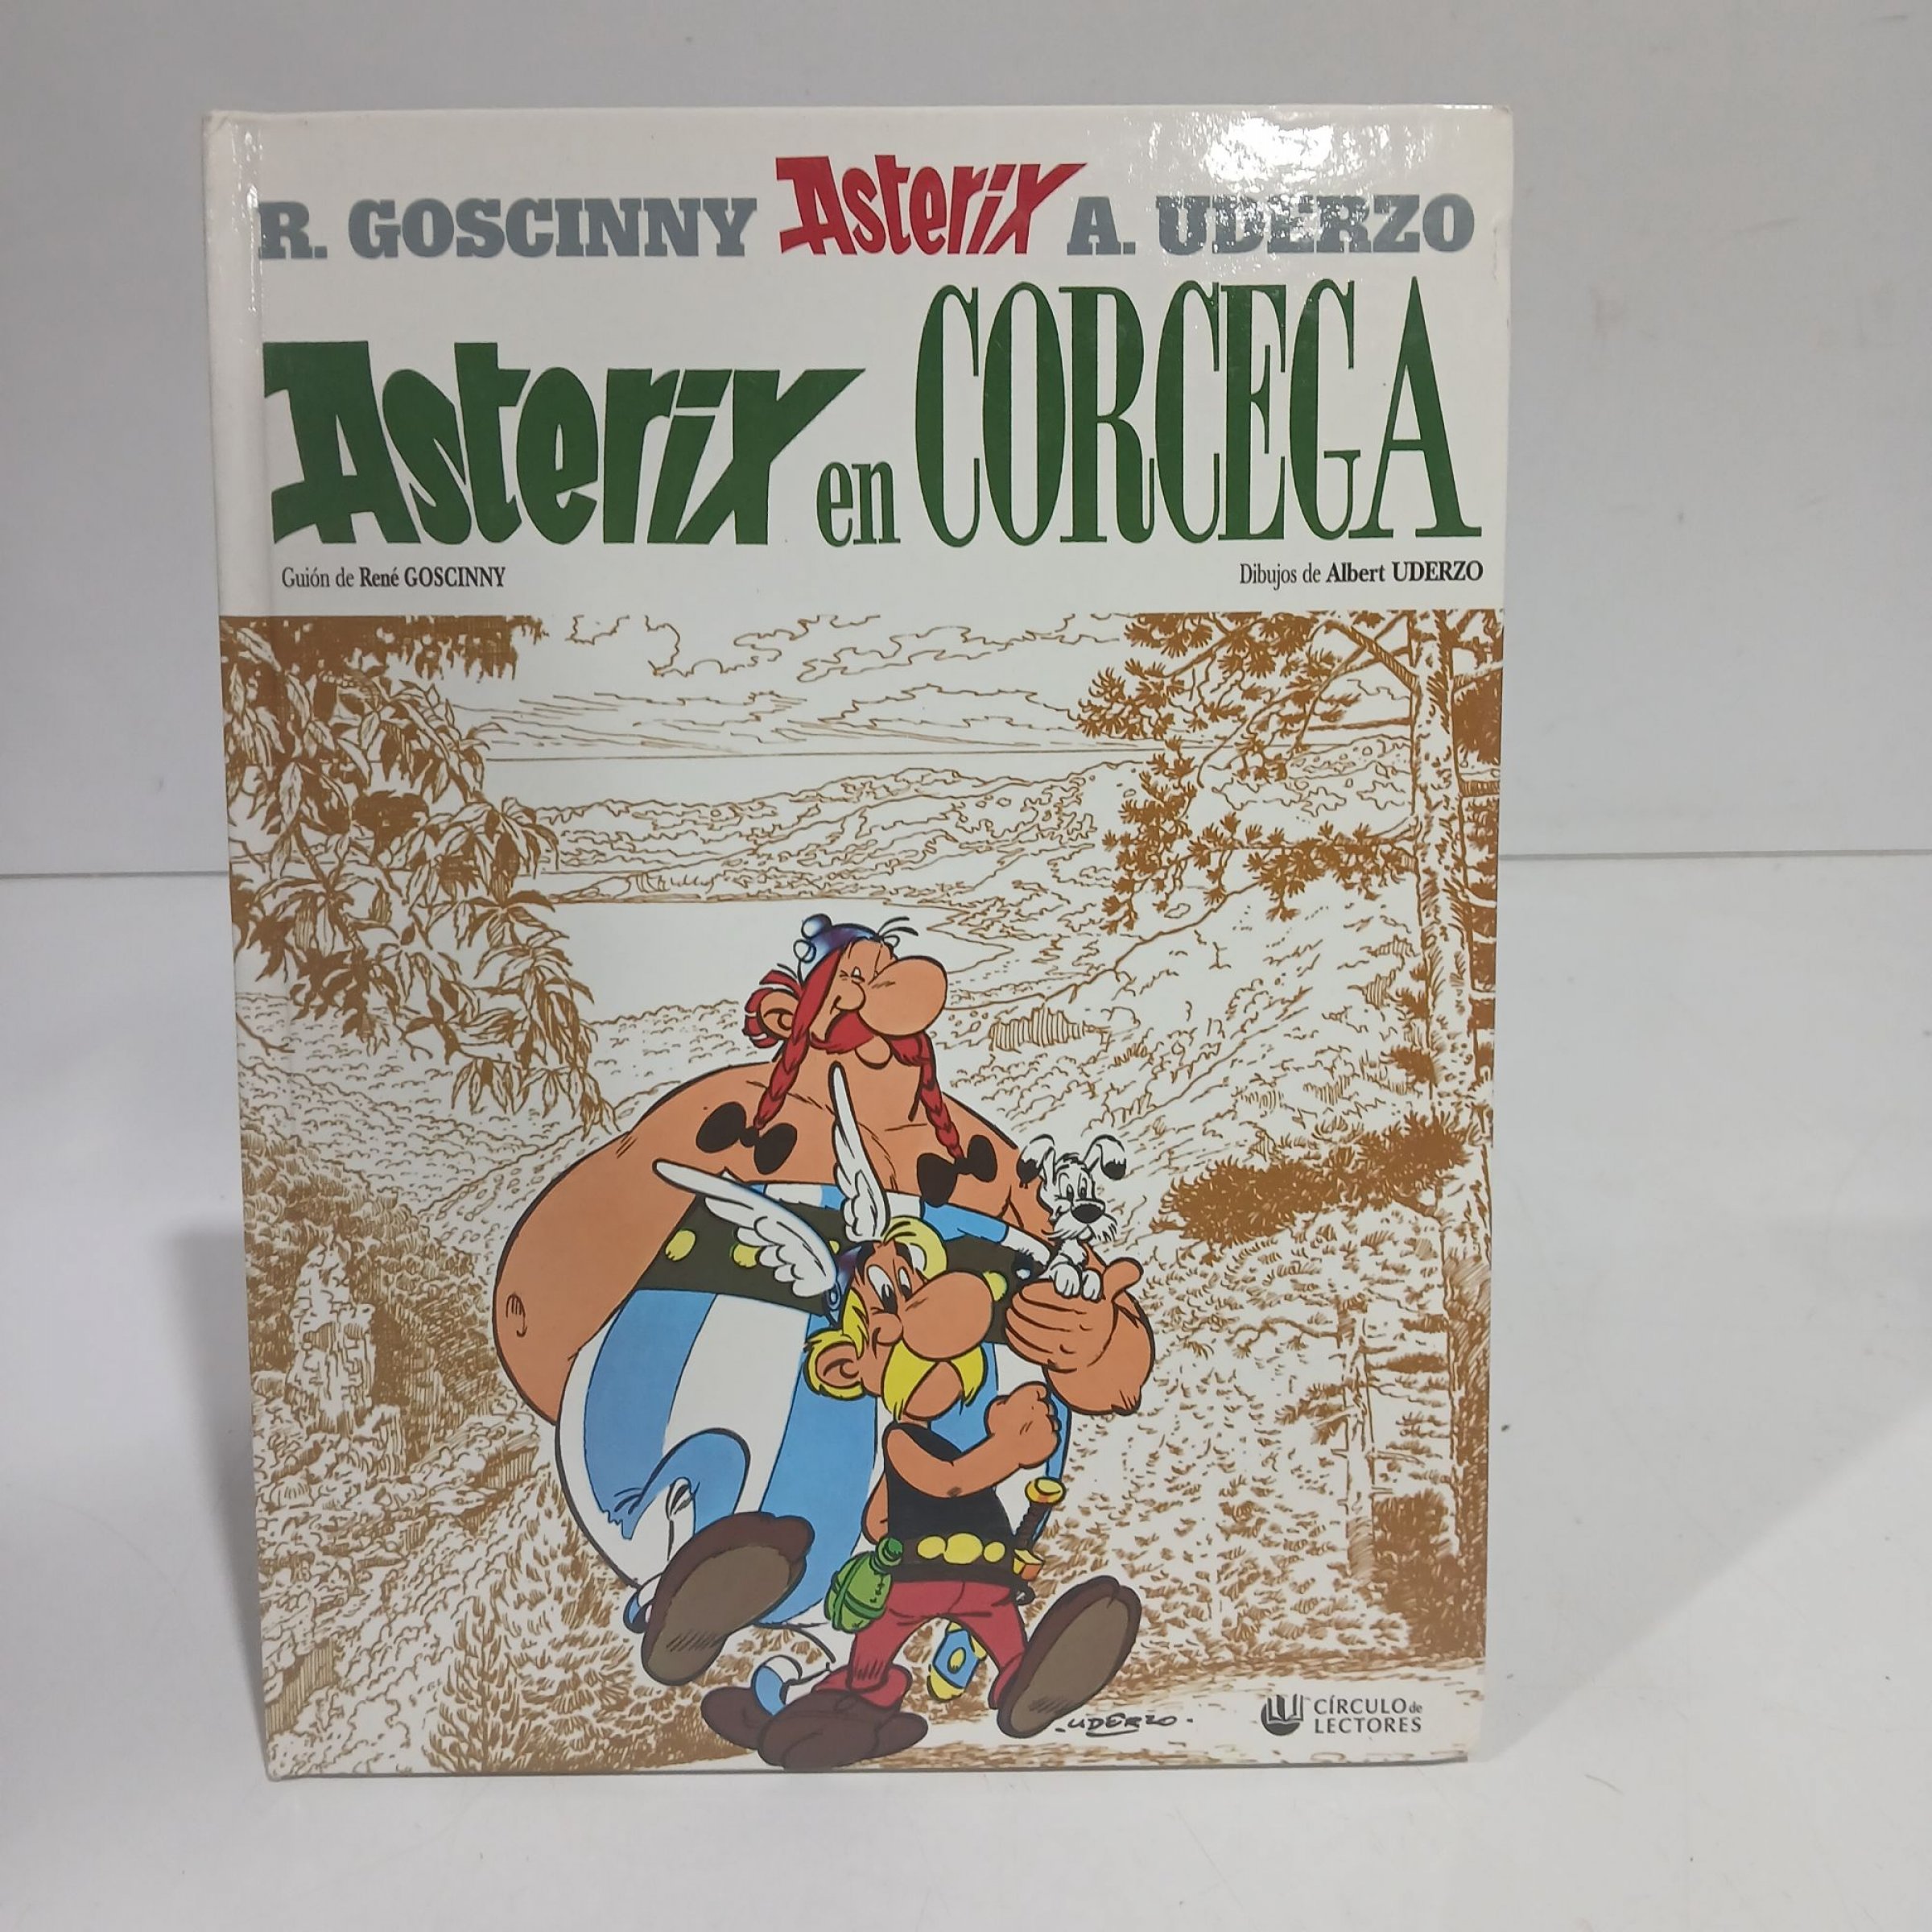 R. GOSCINNY Asterix A. UDERZO
Asterix en CORCEGA
Guión de René GOSCINNY
Dibujos de Albert UDERZO
-UDERZO-
CÍRCULO de
LECTORES